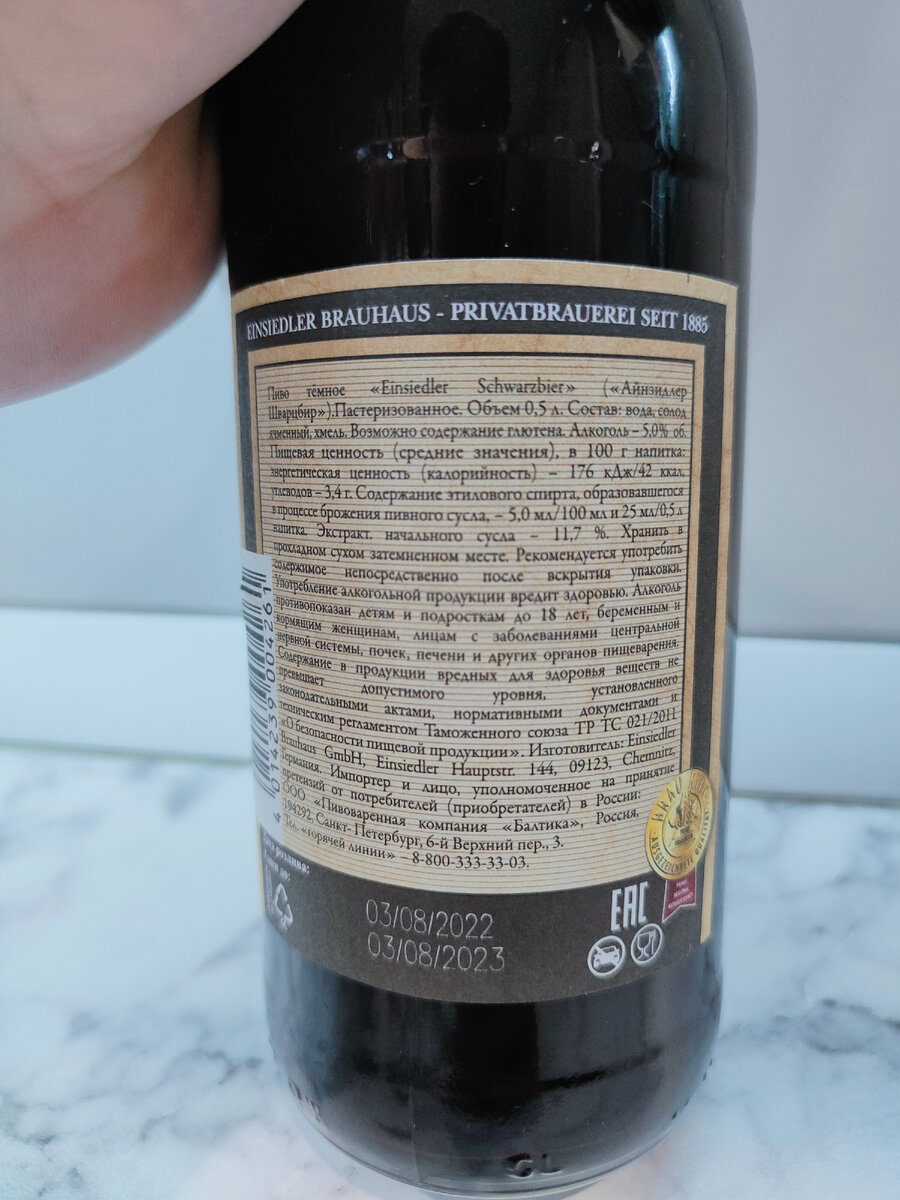 EINSIEDLER BRAUHAUS - PRIVATBRAUEREI SEIT 1885
Пиво тёмное «Einsiedler Schwarzbier» («Айнзидлер
Шварцбир»).Пастеризованное. Объем 0,5 л. Состав: вода, солод
ячменный, хмель. Возможно содержание глютена. Алкоголь – 5,0% об.
Пищевая ценность (средние значения), в 100 г напитка:
энергетическая ценность (калорийность) – 176 кДж/42 ккал,
углеводов – 3,4 г. Содержание этилового спирта, образовавшегося
в процессе брожения пивного сусла, – 5,0 мл/100 мл и 25 мл/0,5 л
напитка. Экстракт. начального сусла – 11,7 %. Хранить в
прохладном сухом затемненном месте. Рекомендуется употребить
содержимое непосредственно после вскрытия упаковки.
Употребление алкогольной продукции вредит здоровью. Алкоголь
противопоказан детям и подросткам до 18 лет, беременным и
кормящим женщинам, лицам с заболеваниями центральной
нервной системы, почек, печени и других органов пищеварения.
Содержание в продукции вредных для здоровья веществ не
превышает допустимого уровня, установленного
законодательными актами, нормативными документами и
техническим регламентом Таможенного союза ТР ТС 021/2011
«О безопасности пищевой продукции». Изготовитель: Einsiedler
Brauhaus GmbH, Einsiedler Hauptstr. 144, 09123, Chemnitz,
Германия. Импортер и лицо, уполномоченное на принятие
претензий от потребителей (приобретателей) в России:
ООО «Пивоваренная компания «Балтика», Россия,
194292, Санкт- Петербург, 6-й Верхний пер., 3.
Тел. «горячей линии» – 8-800-333-33-03.
4 014239 004261
розлива:
до:
03/08/2022
03/08/2023
EAC
AUSGEZEICHNETE QUALITÄT
GL